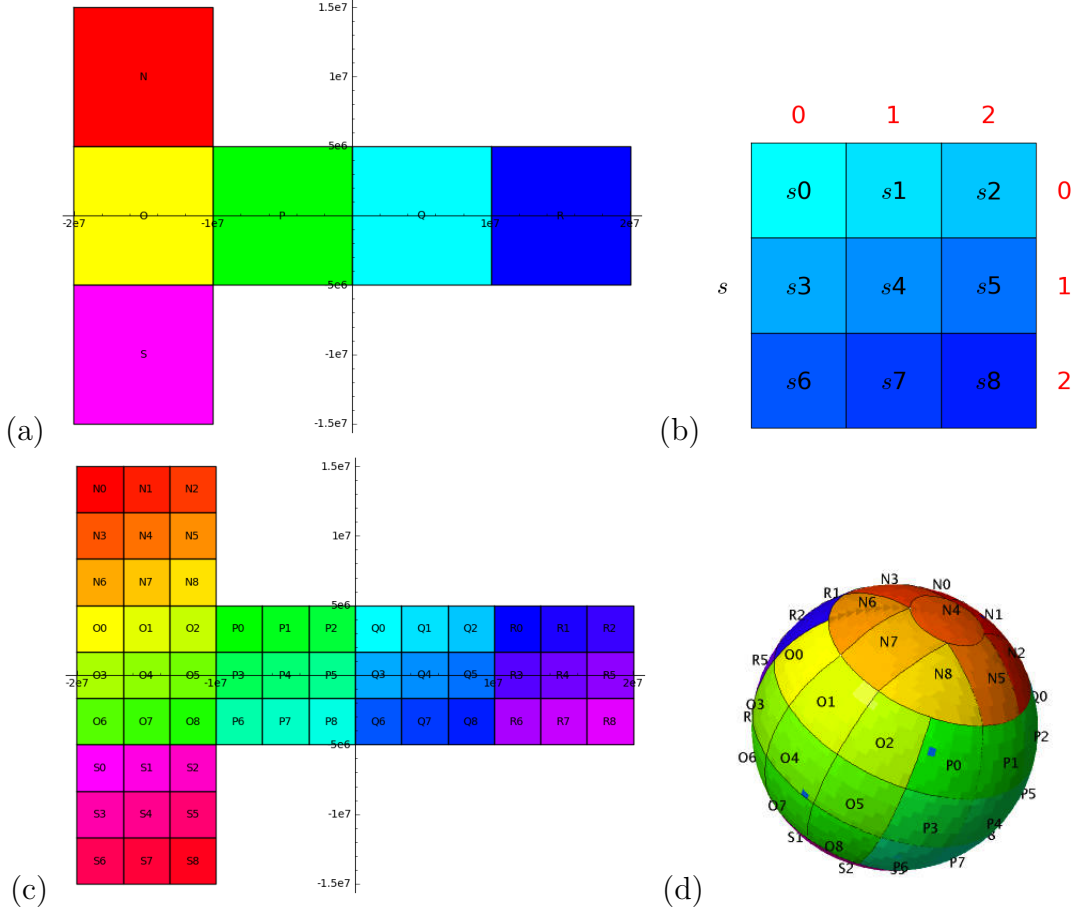 1.5e7
N
1e7
5e6
O P Q R
-2e7 -1e7 1e7 2e7
5e6
S
-1e7
-1.5e7
(a)
0 1 2
s0 s1 s2 0
s s3 s4 s5 1
s6 s7 s8 2
(b)
1.5e7
N0 N1 N2
N3 N4 N5 1e7
N6 N7 N8
5e6
O0 O1 O2 P0 P1 P2 Q0 Q1 Q2 R0 R1 R2
O3 O4 O5 P3 P4 P5 Q3 Q4 Q5 R3 R4 R5
-2e7 -1e7 1e7 2e7
O6 O7 O8 P6 P7 P8 Q6 Q7 Q8 R6 R7 R8
5e6
S0 S1 S2
S3 S4 S5 -1e7
S6 S7 S8
-1.5e7
(c)
N3 N0
R1 N6 N4 N1
R2 N7 N2
R5 O0 N8 N5 Q0
O3 O1
R P2
O6 O4 O2 P0 P1
O7 O5 P5
S1 P3 P4
8
O8 P7
S2 P6
(d)